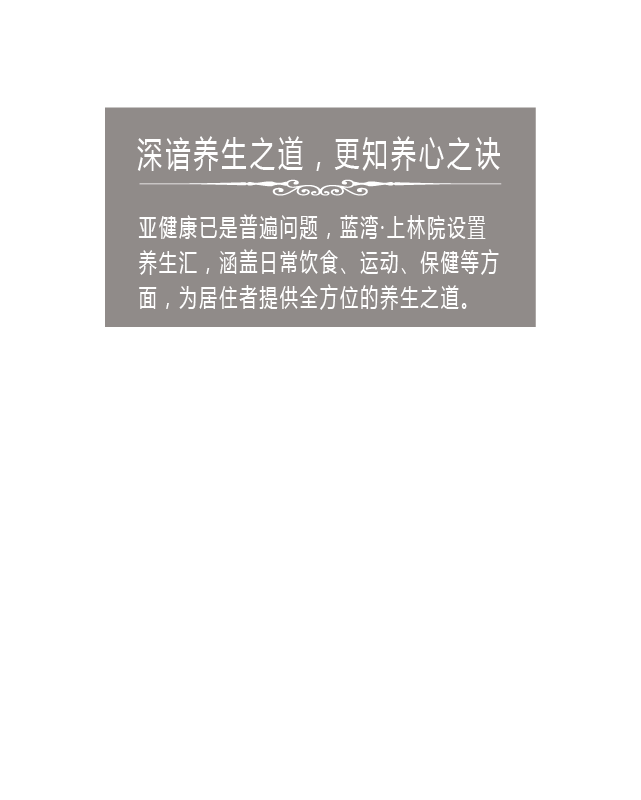 深谙养生之道，更知养心之诀
亚健康已是普遍问题，蓝湾·上林院设置
养生汇，涵盖日常饮食、运动、保健等方
面，为居住者提供全方位的养生之道。